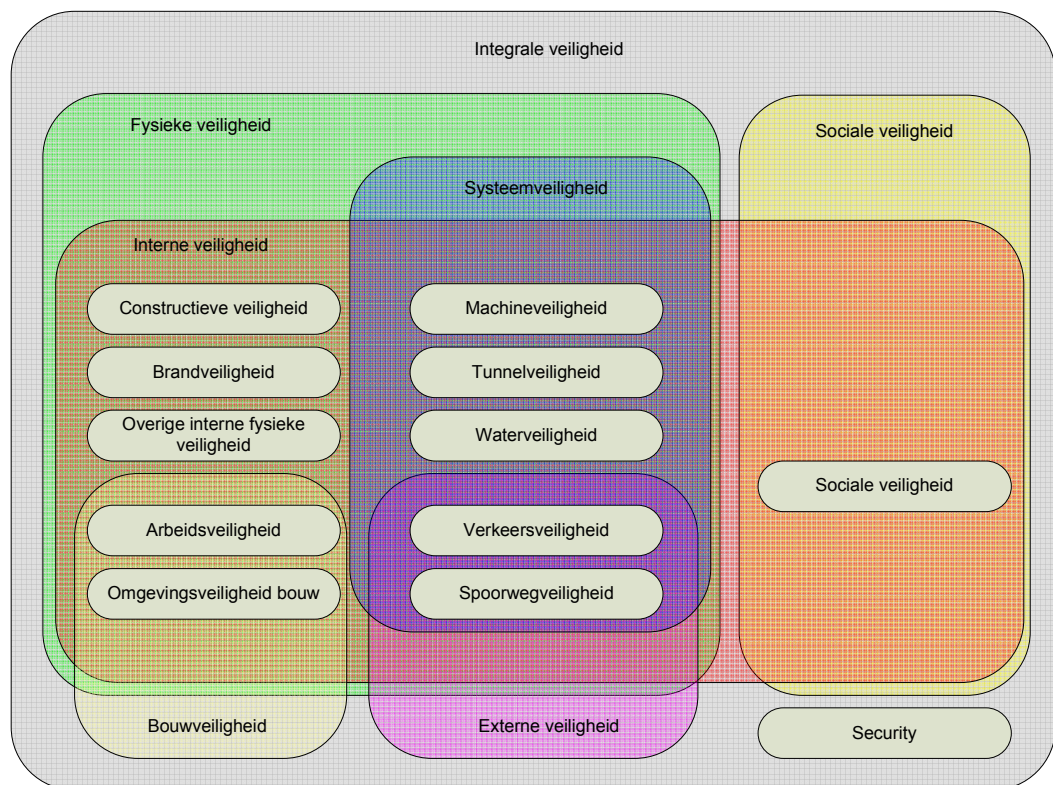 Integrale veiligheid
Fysieke veiligheid
Sociale veiligheid
Systeemveiligheid
Interne veiligheid
Constructieve veiligheid
Machineveiligheid
Brandveiligheid
Tunnelveiligheid
Overige interne fysieke
veiligheid
Waterveiligheid
Sociale veiligheid
Arbeidsveiligheid
Verkeersveiligheid
Omgevingsveiligheid bouw
Spoorwegveiligheid
Bouwveiligheid
Externe veiligheid
Security